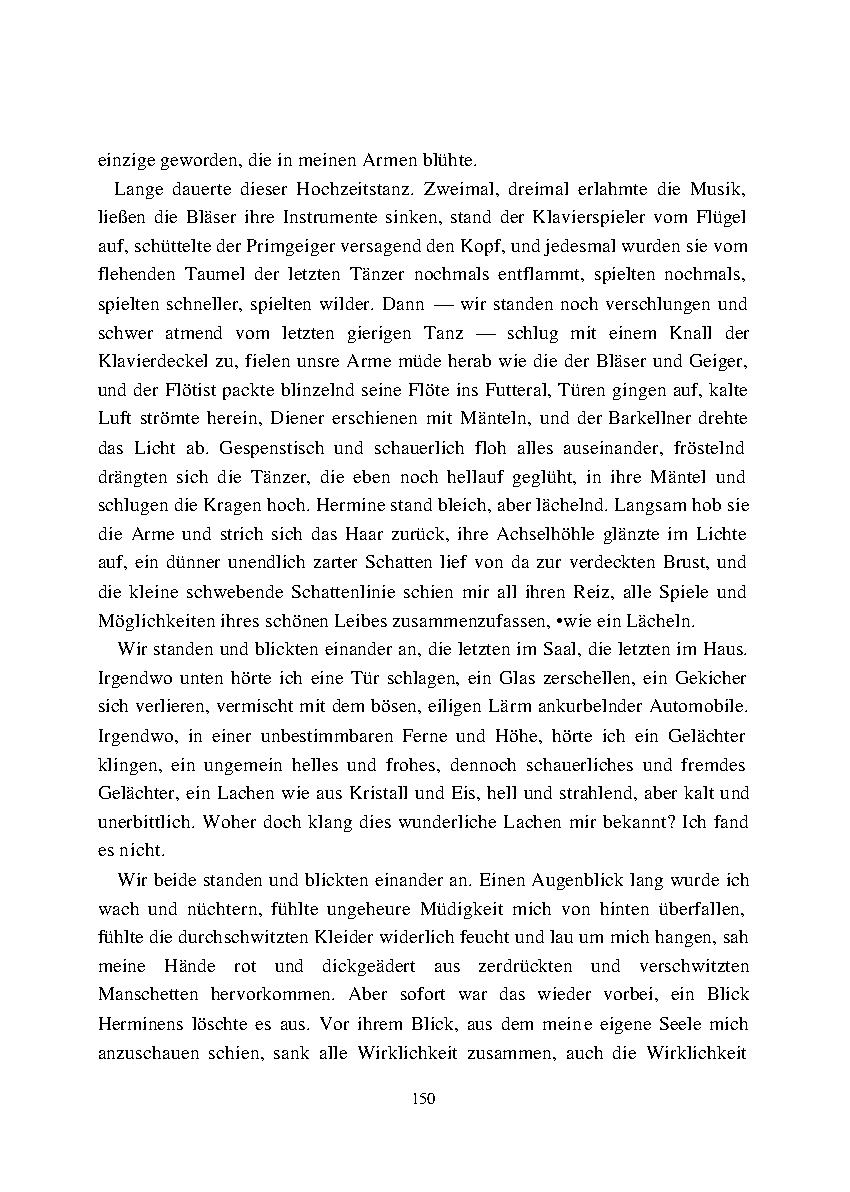 einzige geworden, die in meinen Armen blühte.
Lange dauerte dieser Hochzeitstanz. Zweimal, dreimal erlahmte die Musik,
ließen die Bläser ihre Instrumente sinken, stand der Klavierspieler vom Flügel
auf, schüttelte der Primgeiger versagend den Kopf, und jedesmal wurden sie vom
flehenden Taumel der letzten Tänzer nochmals entflammt, spielten nochmals,
spielten schneller, spielten wilder. Dann — wir standen noch verschlungen und
schwer atmend vom letzten gierigen Tanz — schlug mit einem Knall der
Klavierdeckel zu, fielen unsre Arme müde herab wie die der Bläser und Geiger,
und der Flötist packte blinzelnd seine Flöte ins Futteral, Türen gingen auf, kalte
Luft strömte herein, Diener erschienen mit Mänteln, und der Barkellner drehte
das Licht ab. Gespenstisch und schauerlich floh alles auseinander, fröstelnd
drängten sich die Tänzer, die eben noch hellauf geglüht, in ihre Mäntel und
schlugen die Kragen hoch. Hermine stand bleich, aber lächelnd. Langsam hob sie
die Arme und strich sich das Haar zurück, ihre Achselhöhle glänzte im Lichte
auf, ein dünner unendlich zarter Schatten lief von da zur verdeckten Brust, und
die kleine schwebende Schattenlinie schien mir all ihren Reiz, alle Spiele und
Möglichkeiten ihres schönen Leibes zusammenzufassen, •wie ein Lächeln.
Wir standen und blickten einander an, die letzten im Saal, die letzten im Haus.
Irgendwo unten hörte ich eine Tür schlagen, ein Glas zerschellen, ein Gekicher
sich verlieren, vermischt mit dem bösen, eiligen Lärm ankurbelnder Automobile.
Irgendwo, in einer unbestimmbaren Ferne und Höhe, hörte ich ein Gelächter
klingen, ein ungemein helles und frohes, dennoch schauerliches und fremdes
Gelächter, ein Lachen wie aus Kristall und Eis, hell und strahlend, aber kalt und
unerbittlich. Woher doch klang dies wunderliche Lachen mir bekannt? Ich fand
es nicht.
Wir beide standen und blickten einander an. Einen Augenblick lang wurde ich
wach und nüchtern, fühlte ungeheure Müdigkeit mich von hinten überfallen,
fühlte die durchschwitzten Kleider widerlich feucht und lau um mich hangen, sah
meine Hände rot und dickgeädert aus zerdrückten und verschwitzten
Manschetten hervorkommen. Aber sofort war das wieder vorbei, ein Blick
Herminens löschte es aus. Vor ihrem Blick, aus dem meine eigene Seele mich
anzuschauen schien, sank alle Wirklichkeit zusammen, auch die Wirklichkeit
150